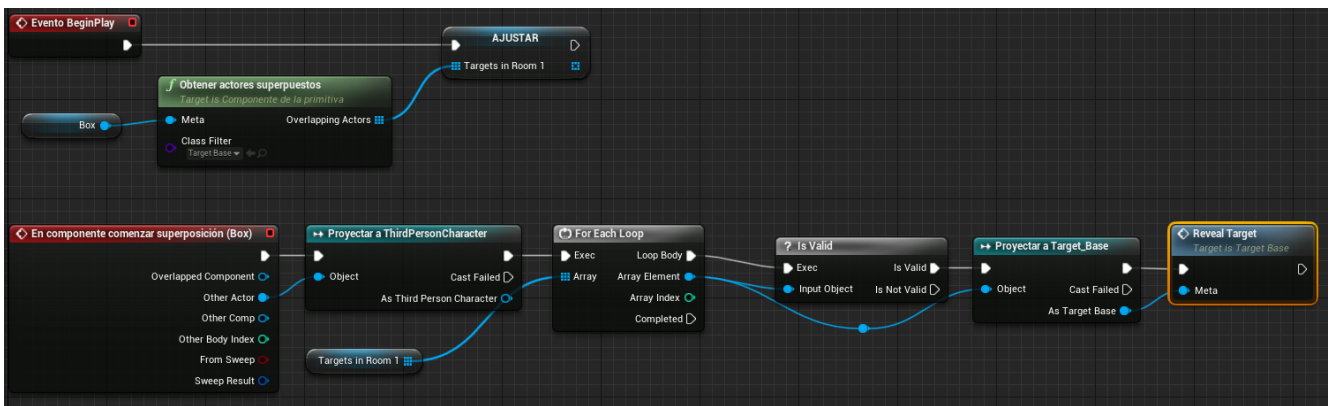 Evento BeginPlay
AJUSTAR
Targets in Room 1
Obtener actores superpuestos
Target is Componente de la primitiva
Box
Meta
Overlapping Actors
Class Filter
Target Base
En componente comenzar superposición (Box)
Overlapped Component
Other Actor
Other Comp
Other Body Index
From Sweep
Sweep Result
Proyectar a ThirdPersonCharacter
Object
Cast Failed
As Third Person Character
Targets in Room 1
For Each Loop
Exec
Loop Body
Array
Array Element
Array Index
Completed
? Is Valid
Exec
Is Valid
Input Object
Is Not Valid
Proyectar a Target_Base
Object
Cast Failed
As Target Base
Reveal Target
Target is Target Base
Meta